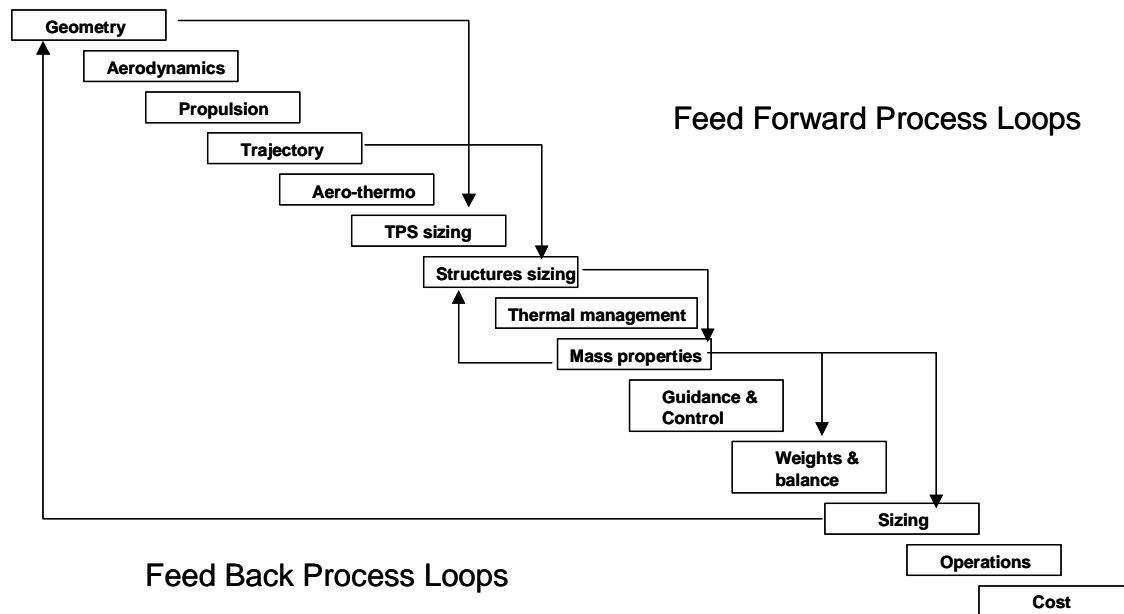 Geometry
Aerodynamics
Propulsion
Feed Forward Process Loops
Trajectory
Aero-thermo
TPS sizing
Structures sizing
Thermal management
Mass properties
Guidance &
Control
Weights &
balance
Sizing
Operations
Feed Back Process Loops
Cost